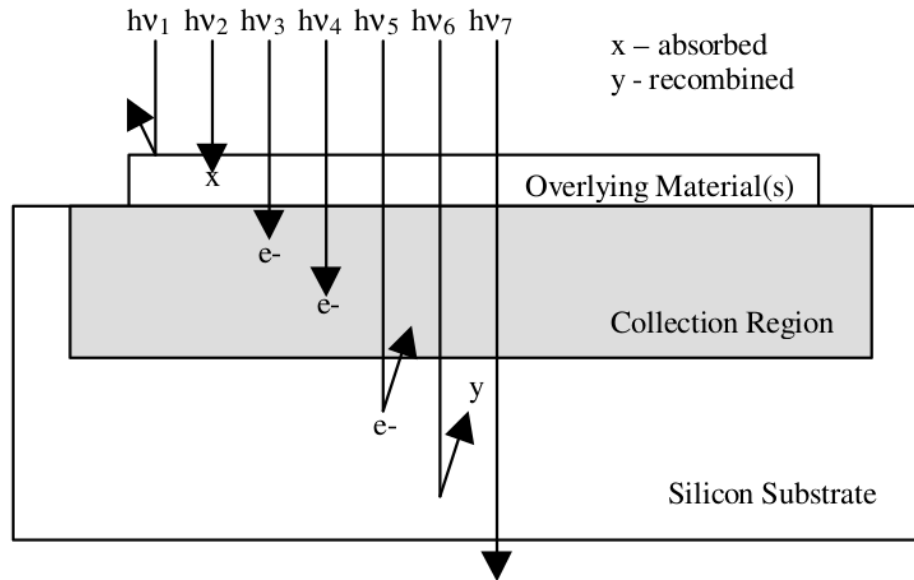 hν₁ hν₂ hν₃ hν₄ hν₅ hν₆ hν₇
x – absorbed
y - recombined
x
Overlying Material(s)
e-
e-
Collection Region
y
e-
Silicon Substrate